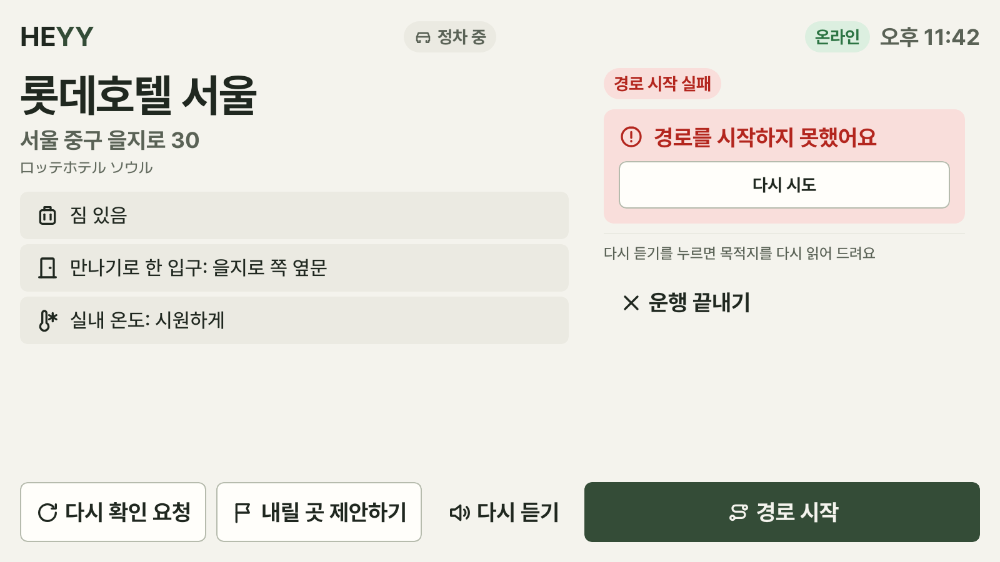 HEYY
정차 중
온라인
오후 11:42
롯데호텔 서울
서울 중구 을지로 30
ロッテホテル ソウル
짐 있음
만나기로 한 입구: 을지로 쪽 옆문
실내 온도: 시원하게
경로 시작 실패
경로를 시작하지 못했어요
다시 시도
다시 듣기를 누르면 목적지를 다시 읽어 드려요
운행 끝내기
다시 확인 요청
내릴 곳 제안하기
다시 듣기
경로 시작